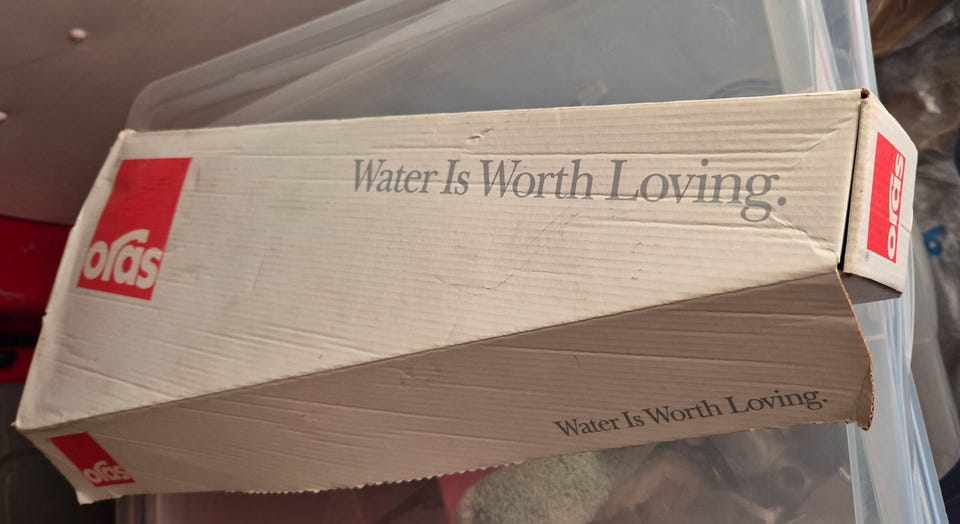 oras
Water Is Worth Loving.
oras
®
Water Is Worth Loving.
oras